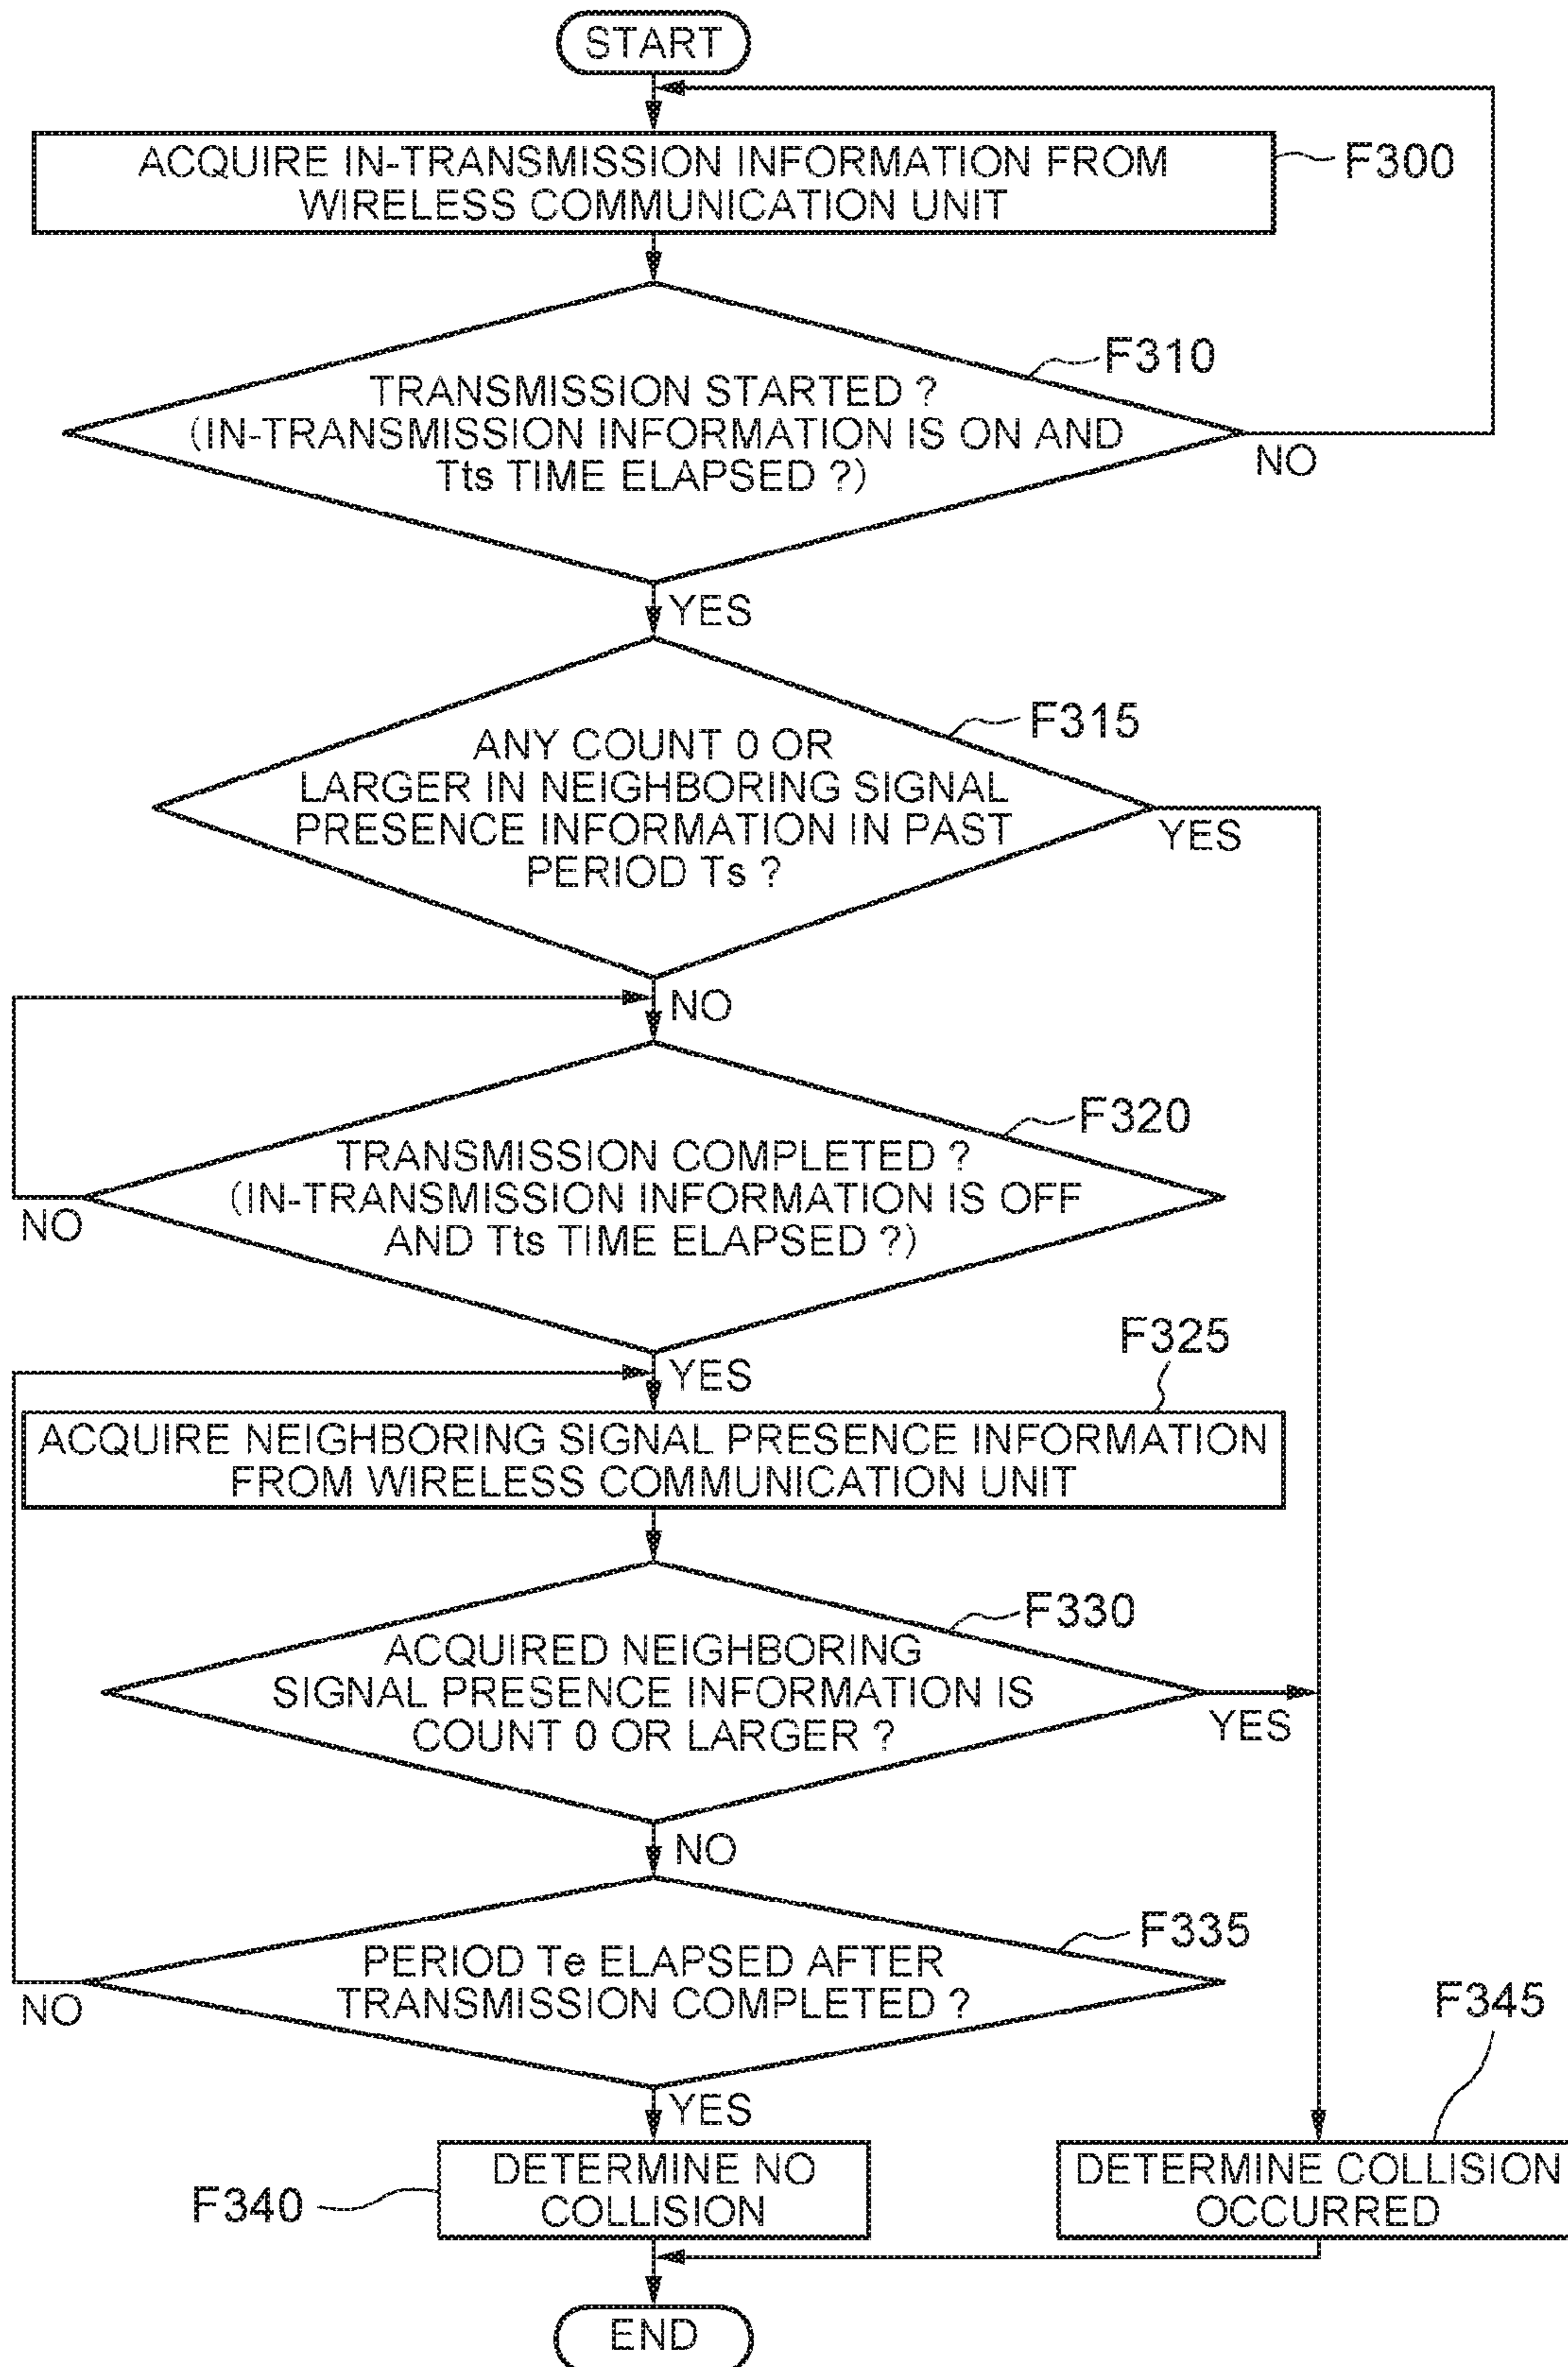 START
ACQUIRE IN-TRANSMISSION INFORMATION FROM
WIRELESS COMMUNICATION UNIT
F300
F310
TRANSMISSION STARTED ?
(IN-TRANSMISSION INFORMATION IS ON AND
Tts TIME ELAPSED ?)
NO
YES
F315
ANY COUNT 0 OR
LARGER IN NEIGHBORING SIGNAL
PRESENCE INFORMATION IN PAST
PERIOD Ts ?
YES
NO
F320
TRANSMISSION COMPLETED ?
(IN-TRANSMISSION INFORMATION IS OFF
AND Tts TIME ELAPSED ?)
NO
F325
YES
ACQUIRE NEIGHBORING SIGNAL PRESENCE INFORMATION
FROM WIRELESS COMMUNICATION UNIT
F330
ACQUIRED NEIGHBORING
SIGNAL PRESENCE INFORMATION IS
COUNT 0 OR LARGER ?
YES
NO
F335
PERIOD Te ELAPSED AFTER
TRANSMISSION COMPLETED ?
NO
F345
YES
DETERMINE NO
COLLISION
F340
DETERMINE COLLISION
OCCURRED
END